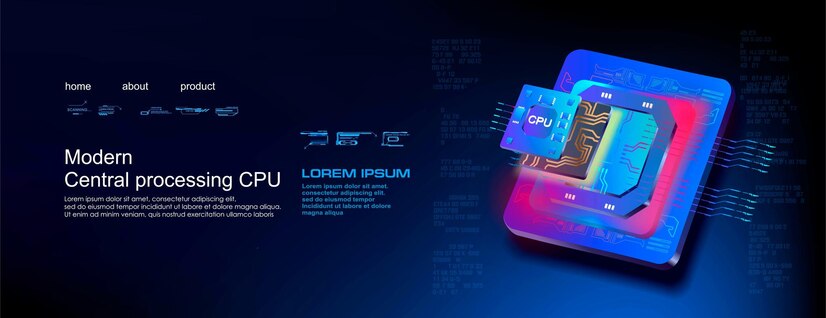 home about product
Modern
Central processing CPU
Lorem ipsum dolor sit amet, consectetur adipiscing elit,
sed do eiusmod tempor incididunt ut labore et dolore magna aliqua.
Ut enim ad minim veniam, quis nostrud exercitation ullamco laboris
LOREM IPSUM
Lorem ipsum dolor sit amet,
consectetur adipiscing elit,
sed do eiusmod tempor
incididunt ut labore et dolore
magna aliqua
CPU